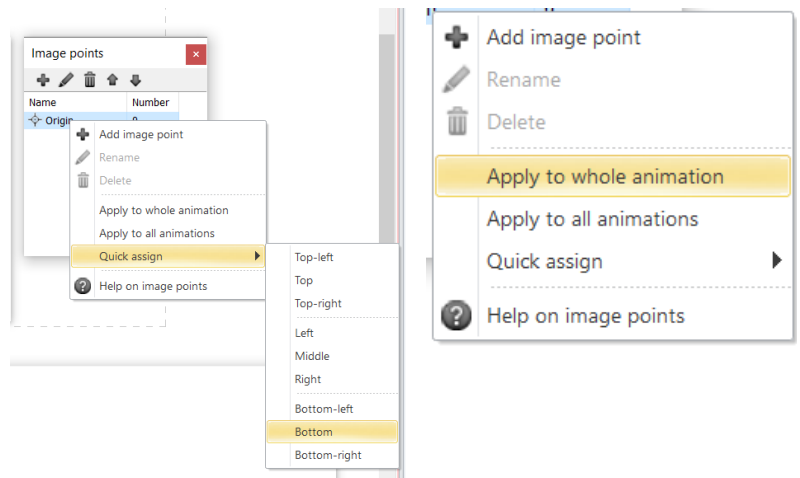 Image points
Name Number
Origin 0
Add image point
Rename
Delete
Apply to whole animation
Apply to all animations
Quick assign
Help on image points
Top-left
Top
Top-right
Left
Middle
Right
Bottom-left
Bottom
Bottom-right
Add image point
Rename
Delete
Apply to whole animation
Apply to all animations
Quick assign
Help on image points